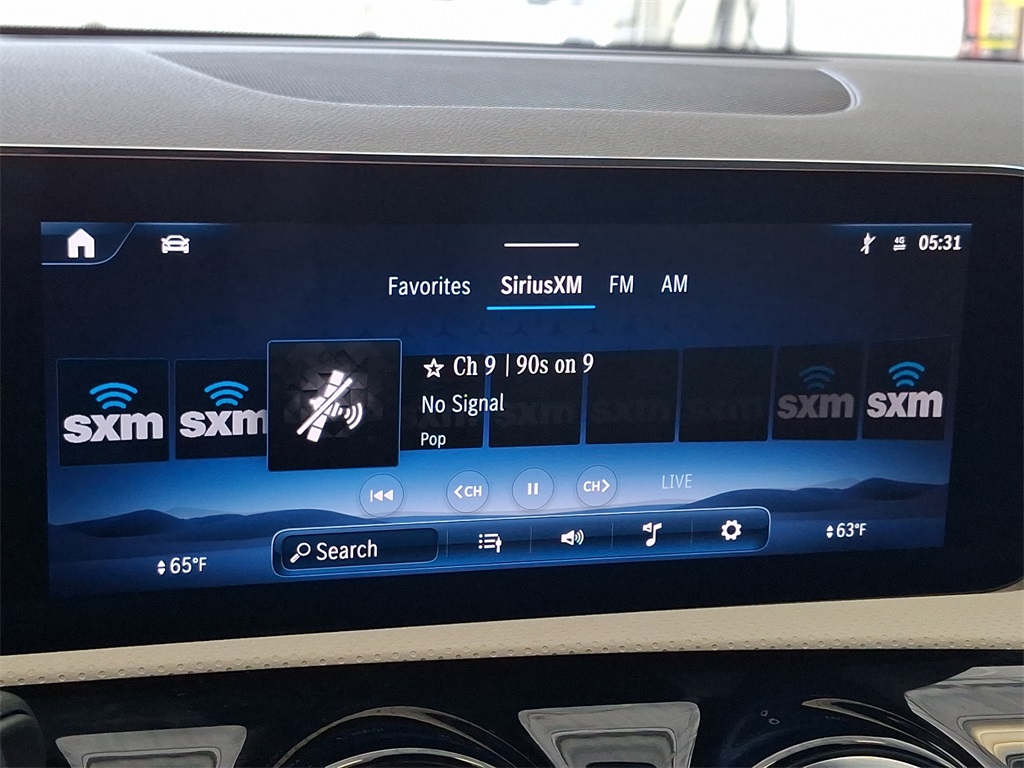 4G 05:31
Favorites SiriusXM FM AM
sxm sxm sxm sxm
☆ Ch 9 | 90s on 9
No Signal
Pop
<CH CH> LIVE
65°F Search 63°F